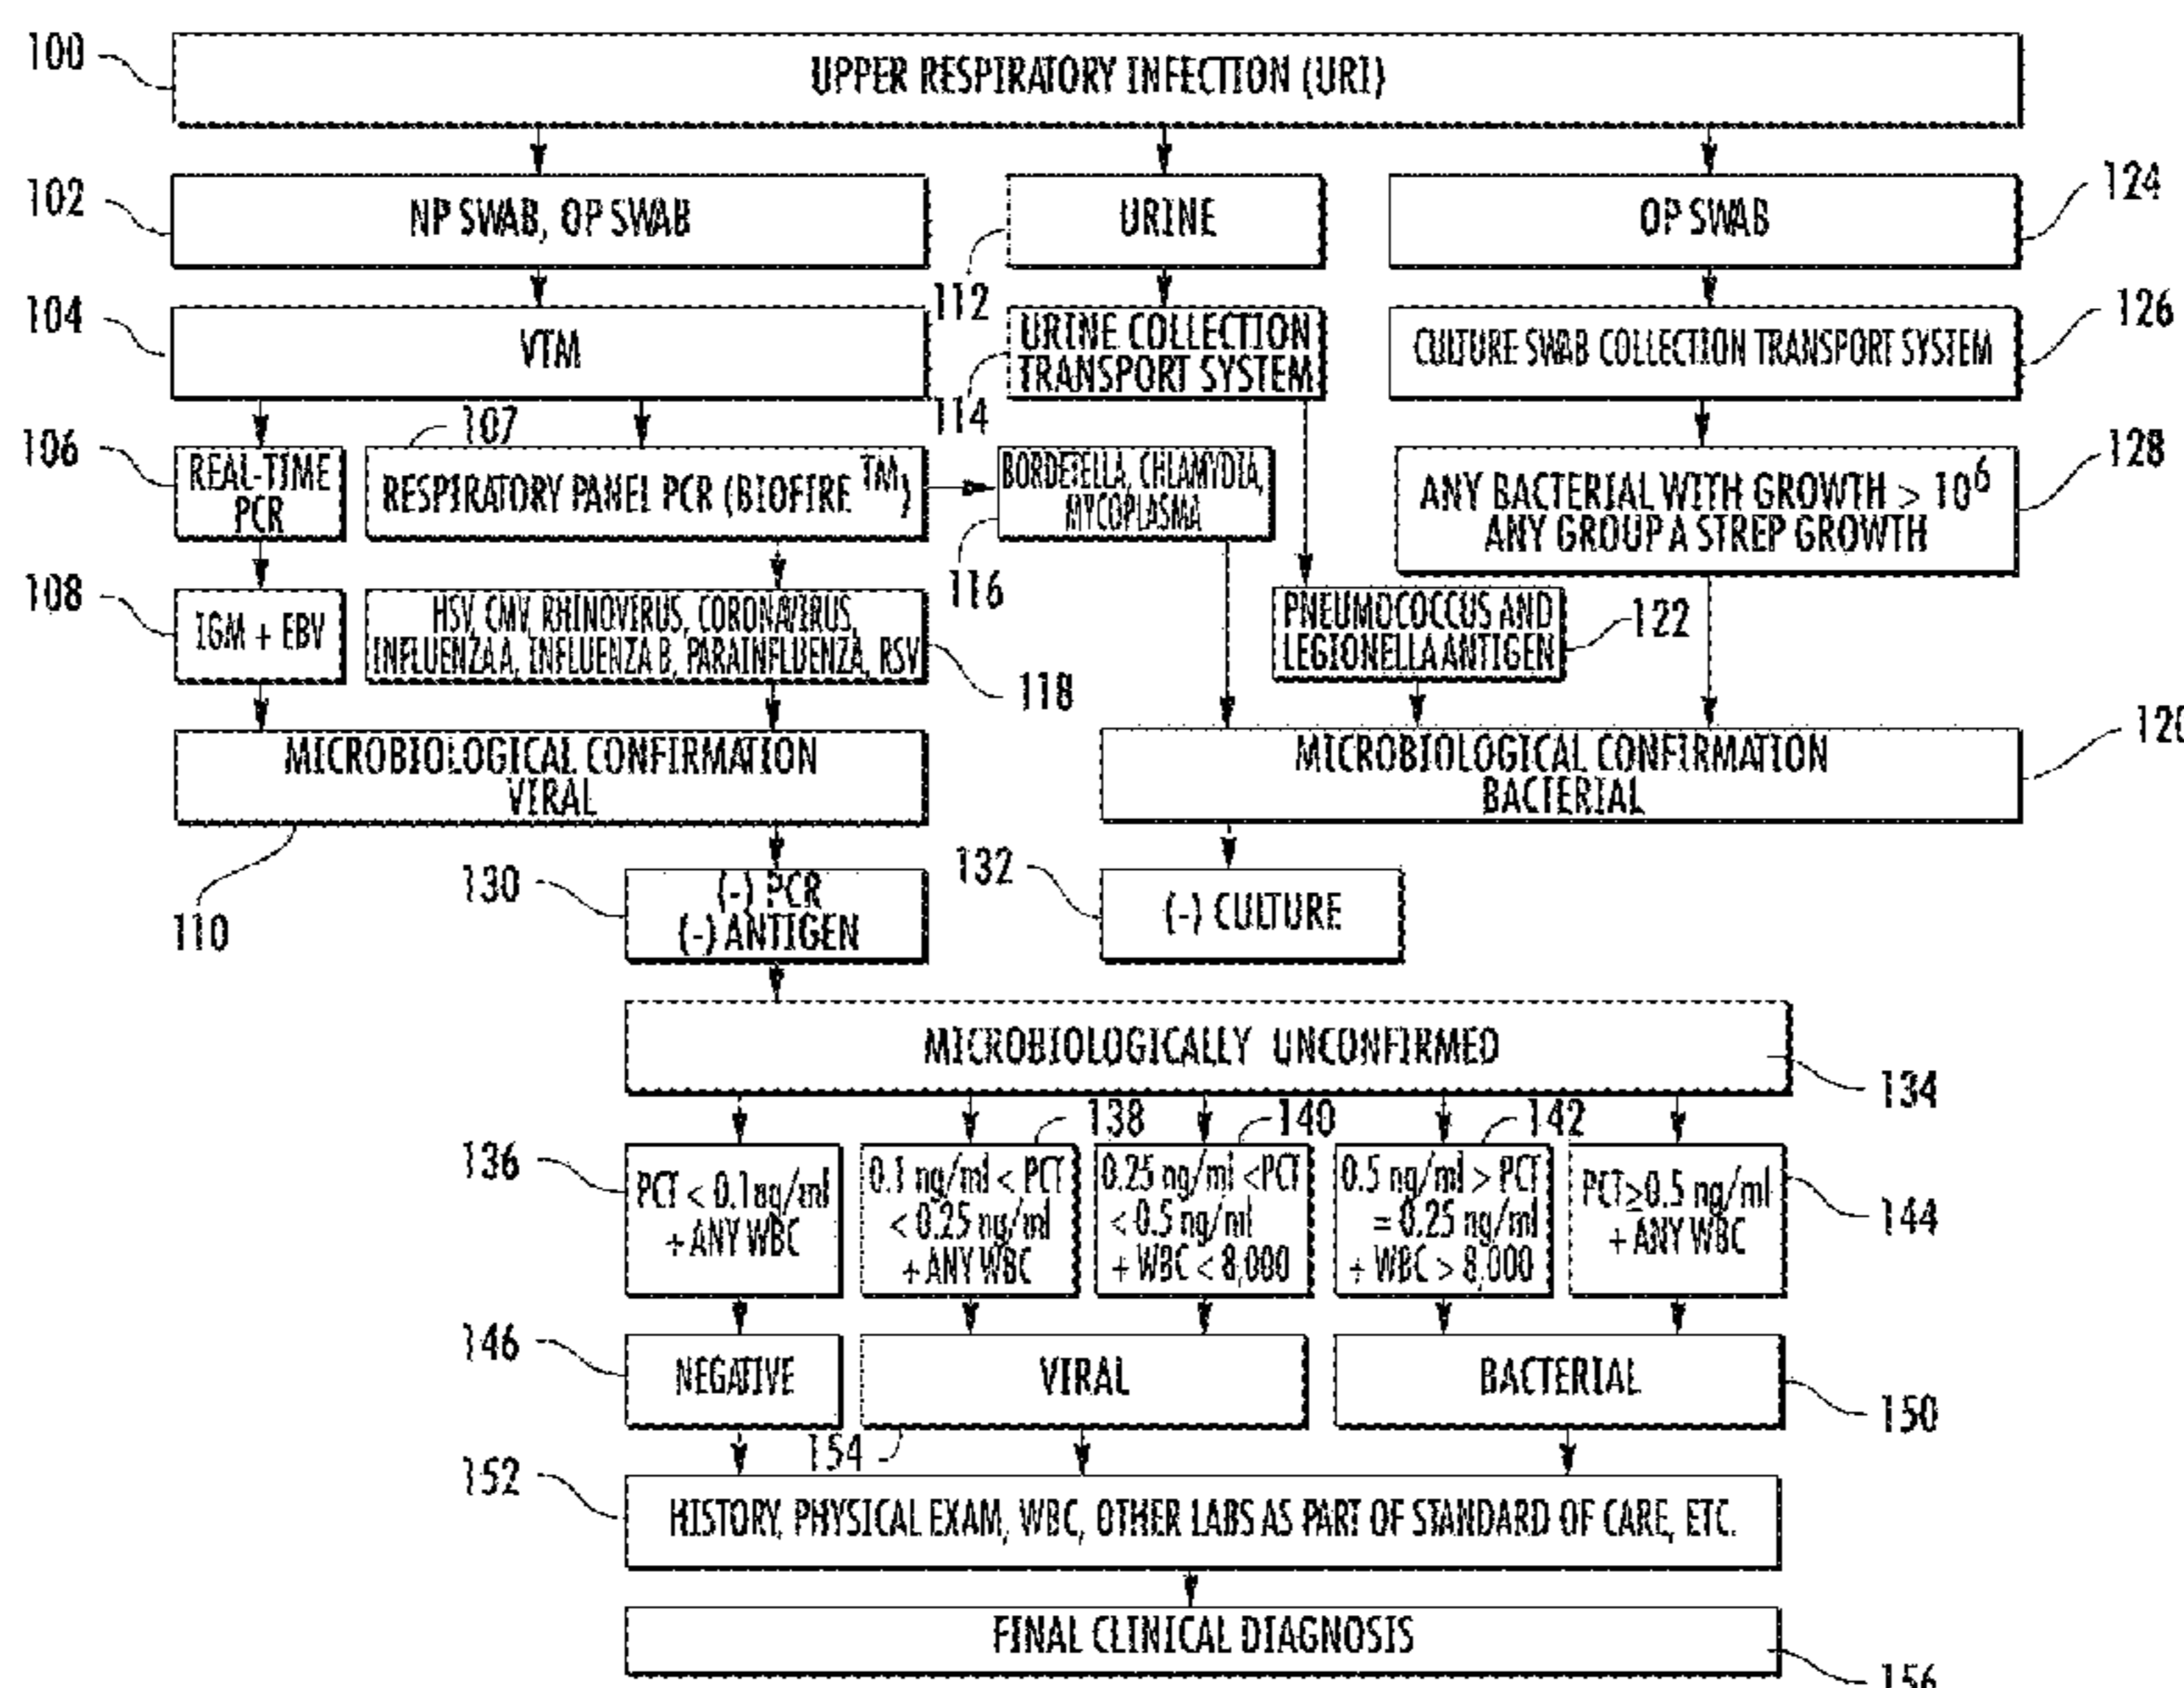 100
UPPER RESPIRATORY INFECTION (URI)
102
NP SWAB, OP SWAB
URINE
OP SWAB
124
112
104
VTM
URINE COLLECTION
TRANSPORT SYSTEM
CULTURE SWAB COLLECTION TRANSPORT SYSTEM
126
114
106
REAL-TIME
PCR
107
RESPIRATORY PANEL PCR (BIOFIRE™)
BORDETELLA, CHLAMYDIA,
MYCOPLASMA
116
ANY BACTERIAL WITH GROWTH > 10⁶
ANY GROUP A STREP GROWTH
128
108
IGM + EBV
HSV, CMV, RHINOVIRUS, CORONAVIRUS,
INFLUENZA A, INFLUENZA B, PARAINFLUENZA, RSV
118
PNEUMOCOCCUS AND
LEGIONELLA ANTIGEN
122
MICROBIOLOGICAL CONFIRMATION
VIRAL
110
MICROBIOLOGICAL CONFIRMATION
BACTERIAL
120
130
(-) PCR
(-) ANTIGEN
132
(-) CULTURE
MICROBIOLOGICALLY UNCONFIRMED
134
136
PCT < 0.1ng/ml
+ ANY WBC
138
0.1 ng/ml < PCT
< 0.25 ng/ml
+ ANY WBC
140
0.25 ng/ml <PCT
< 0.5 ng/ml
+ WBC < 8,000
142
0.5 ng/ml > PCT
= 0.25 ng/ml
+ WBC > 8,000
PCT≥0.5 ng/ml
+ ANY WBC
144
146
NEGATIVE
VIRAL
154
BACTERIAL
150
152
HISTORY, PHYSICAL EXAM, WBC, OTHER LABS AS PART OF STANDARD OF CARE, ETC.
FINAL CLINICAL DIAGNOSIS
156